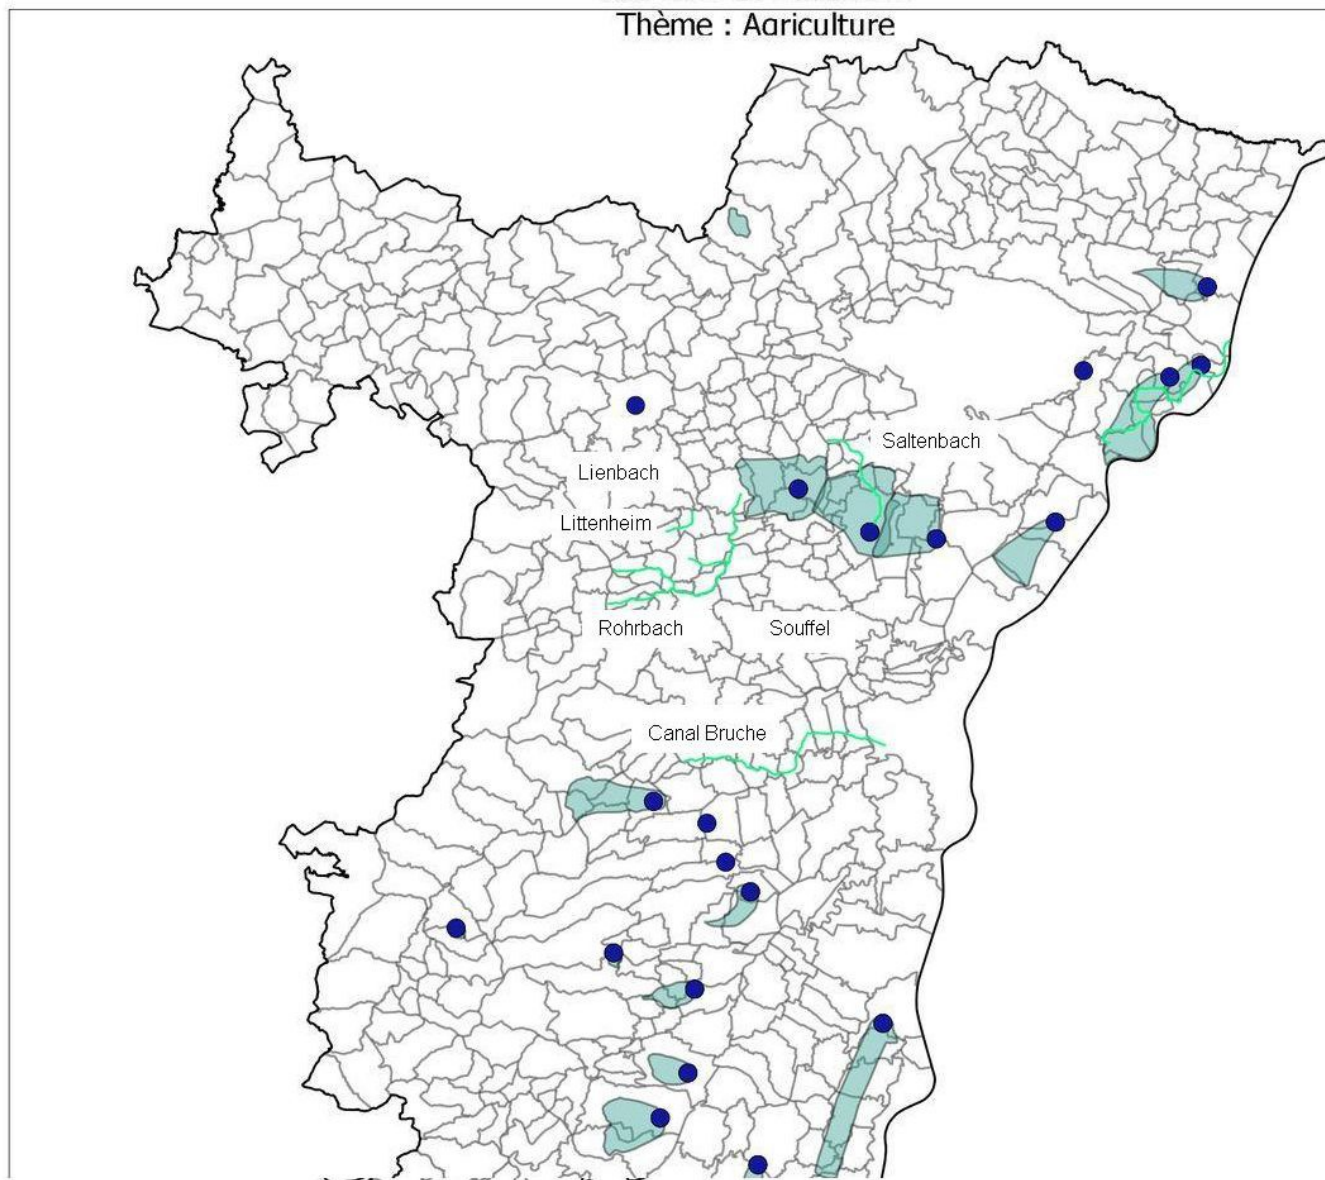 Thème : Agriculture
Saltenbach
Lienbach
Littenheim
Rohrbach
Souffel
Canal Bruche